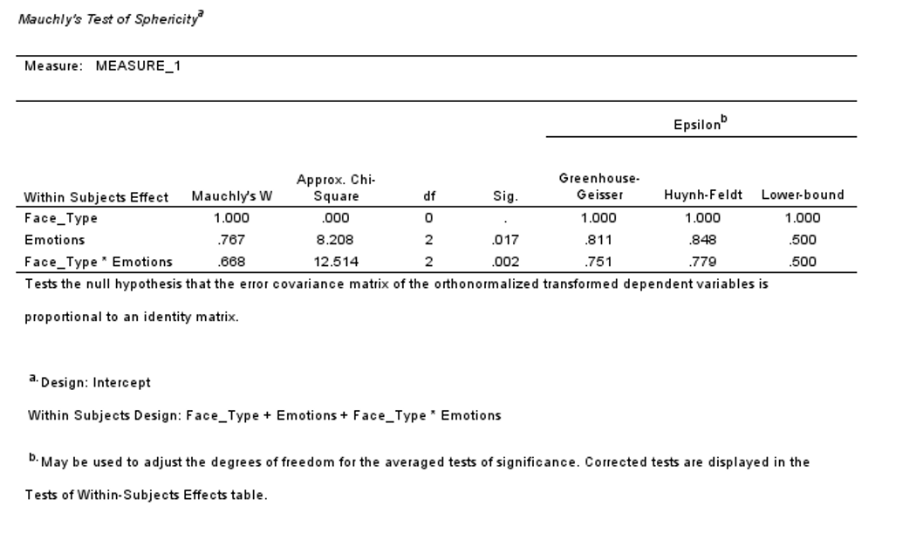 Mauchly's Test of Sphericitya
Measure: MEASURE_1
Epsilonb
Within Subjects Effect Mauchly's W Approx. Chi-Square df Sig. Greenhouse-Geisser Huynh-Feldt Lower-bound
Face_Type 1.000 .000 0 . 1.000 1.000 1.000
Emotions .767 8.208 2 .017 .811 .848 .500
Face_Type * Emotions .668 12.514 2 .002 .751 .779 .500
Tests the null hypothesis that the error covariance matrix of the orthonormalized transformed dependent variables is
proportional to an identity matrix.
a. Design: Intercept
Within Subjects Design: Face_Type + Emotions + Face_Type * Emotions
b. May be used to adjust the degrees of freedom for the averaged tests of significance. Corrected tests are displayed in the
Tests of Within-Subjects Effects table.